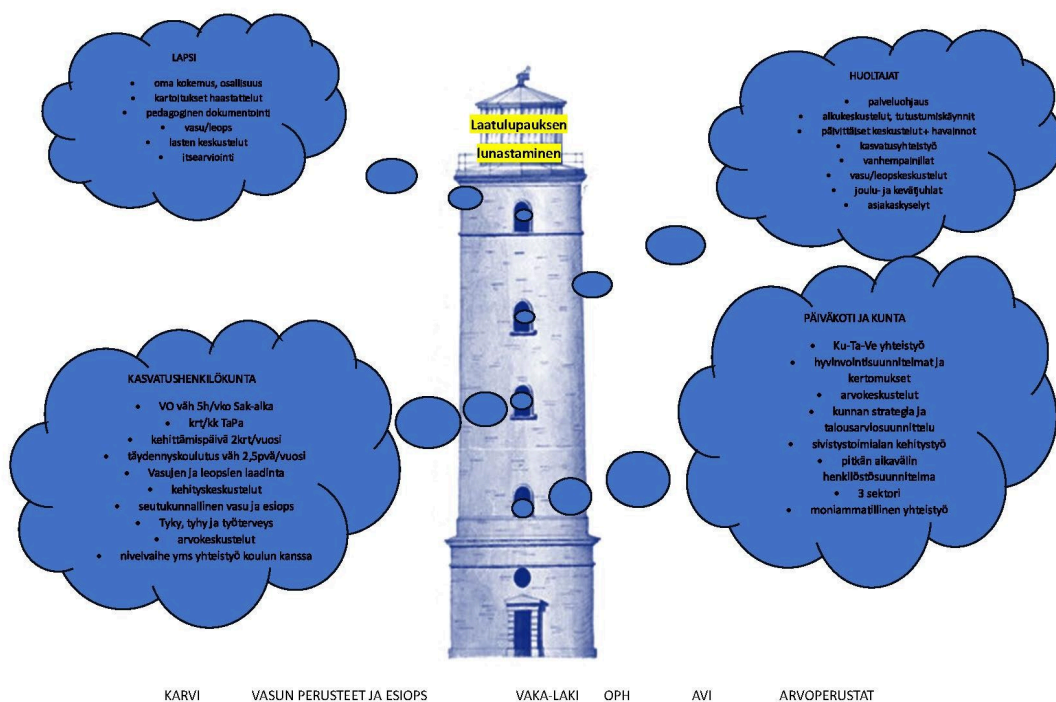 LAPSI
• oma kokemus, osallisuus
• kartoitukset haastattelut
• pedagoginen dokumentointi
• vasu/leops
• lasten keskustelut
• itsearviointi
HUOLTAJAT
• palveluohjaus
• alkukeskustelut, tutustumiskäynnit
• päivittäiset keskustelut+ havainnot
• kasvatusyhteistyö
• vanhempainillat
• vasu/leopskeskustelut
• joulu- ja kevätjuhlat
• asiakaskyselyt
Laatulupauksen
lunastaminen
KASVATUSHENKILÖKUNTA
• VO väh 5h/vko Sak-aika
• krt/kk TaPa
• kehittämispäivä 2krt/vuosi
• täydennyskoulutus väh 2,5pvä/vuosi
• Vasujen ja leopsien laadinta
• kehityskeskustelut
• seutukunnallinen vasu ja esiops
• Tyky, tyhy ja työterveys
• arvokeskustelut
• nivelvaihe yms yhteistyö koulun kanssa
PÄIVÄKOTI JA KUNTA
• Ku-Ta-Ve yhteistyö
• hyvinvointisuunnitelmat ja
kertomukset
• arvokeskustelut
• kunnan strategia ja
talousarviosuunnittelu
• sivistystoimialan kehitystyö
• pitkän aikavälin
henkilöstösuunnitelma
• 3 sektori
• moniammatillinen yhteistyö
KARVI VASUN PERUSTEET JA ESIOPS VAKA-LAKI OPH AVI ARVOPERUSTAT